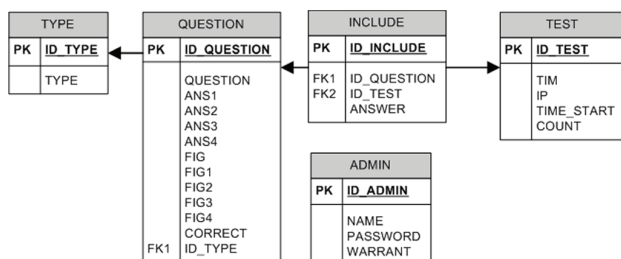 TYPE
PK ID_TYPE
TYPE
QUESTION
PK ID_QUESTION
QUESTION
ANS1
ANS2
ANS3
ANS4
FIG
FIG1
FIG2
FIG3
FIG4
CORRECT
FK1 ID_TYPE
INCLUDE
PK ID_INCLUDE
FK1 ID_QUESTION
FK2 ID_TEST
ANSWER
TEST
PK ID_TEST
TIM
IP
TIME_START
COUNT
ADMIN
PK ID_ADMIN
NAME
PASSWORD
WARRANT